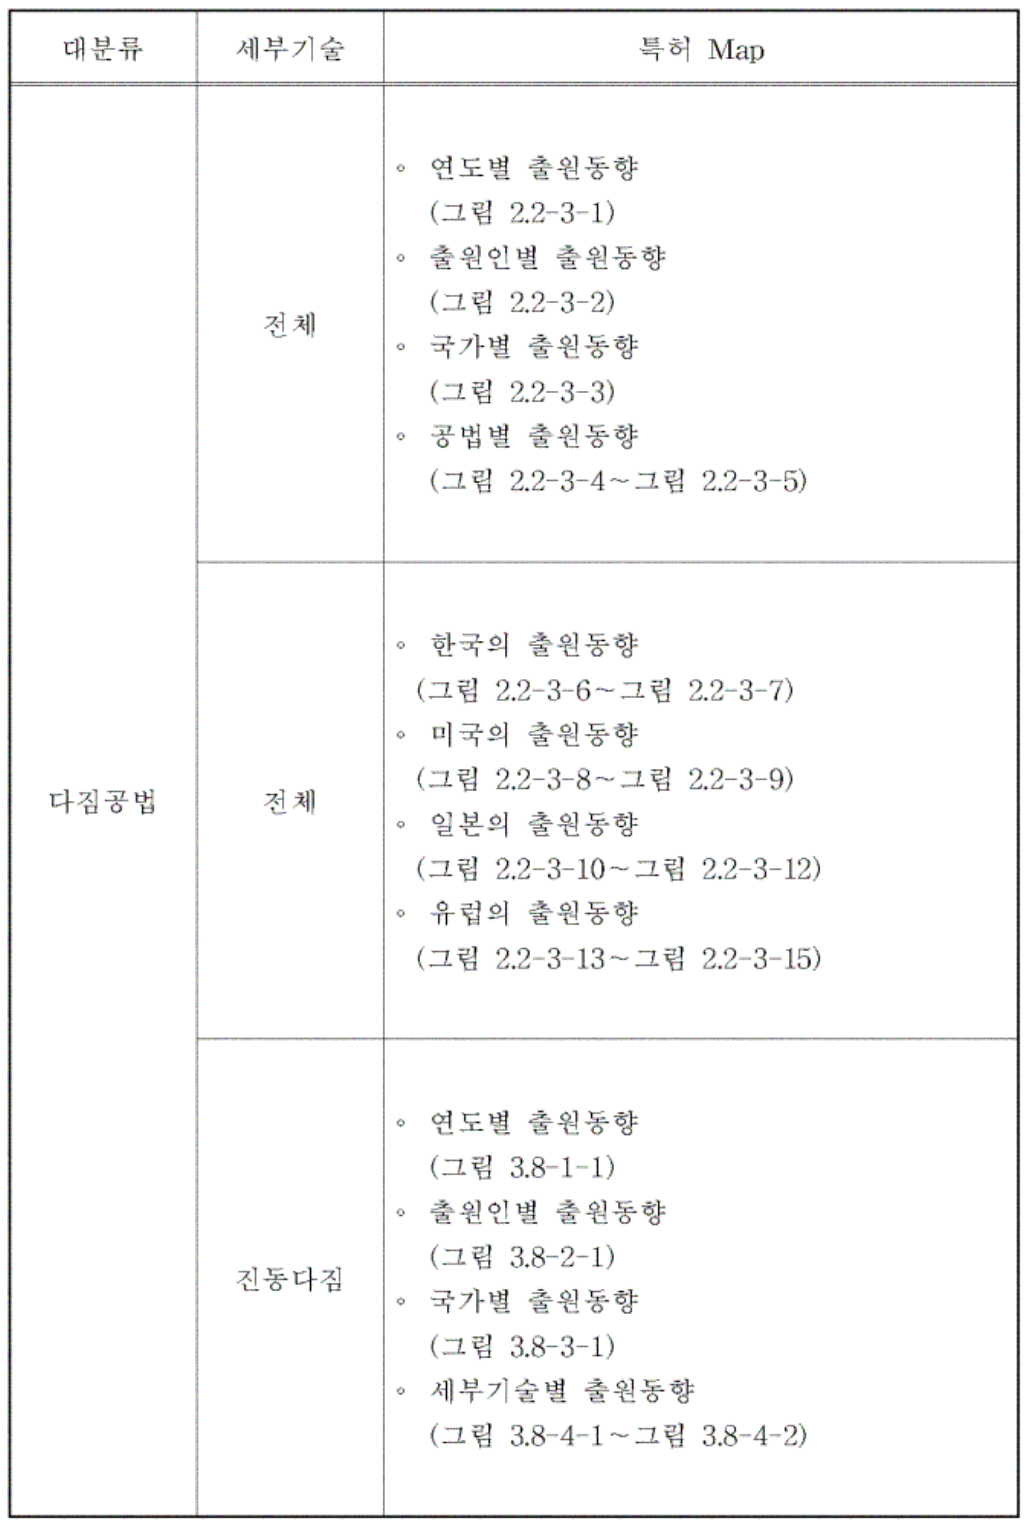 대분류 세부기술 특허 Map
다짐공법
전체
◦ 연도별 출원동향
(그림 2.2-3-1)
◦ 출원인별 출원동향
(그림 2.2-3-2)
◦ 국가별 출원동향
(그림 2.2-3-3)
◦ 공법별 출원동향
(그림 2.2-3-4~그림 2.2-3-5)
전체
◦ 한국의 출원동향
(그림 2.2-3-6~그림 2.2-3-7)
◦ 미국의 출원동향
(그림 2.2-3-8~그림 2.2-3-9)
◦ 일본의 출원동향
(그림 2.2-3-10~그림 2.2-3-12)
◦ 유럽의 출원동향
(그림 2.2-3-13~그림 2.2-3-15)
진동다짐
◦ 연도별 출원동향
(그림 3.8-1-1)
◦ 출원인별 출원동향
(그림 3.8-2-1)
◦ 국가별 출원동향
(그림 3.8-3-1)
◦ 세부기술별 출원동향
(그림 3.8-4-1~그림 3.8-4-2)